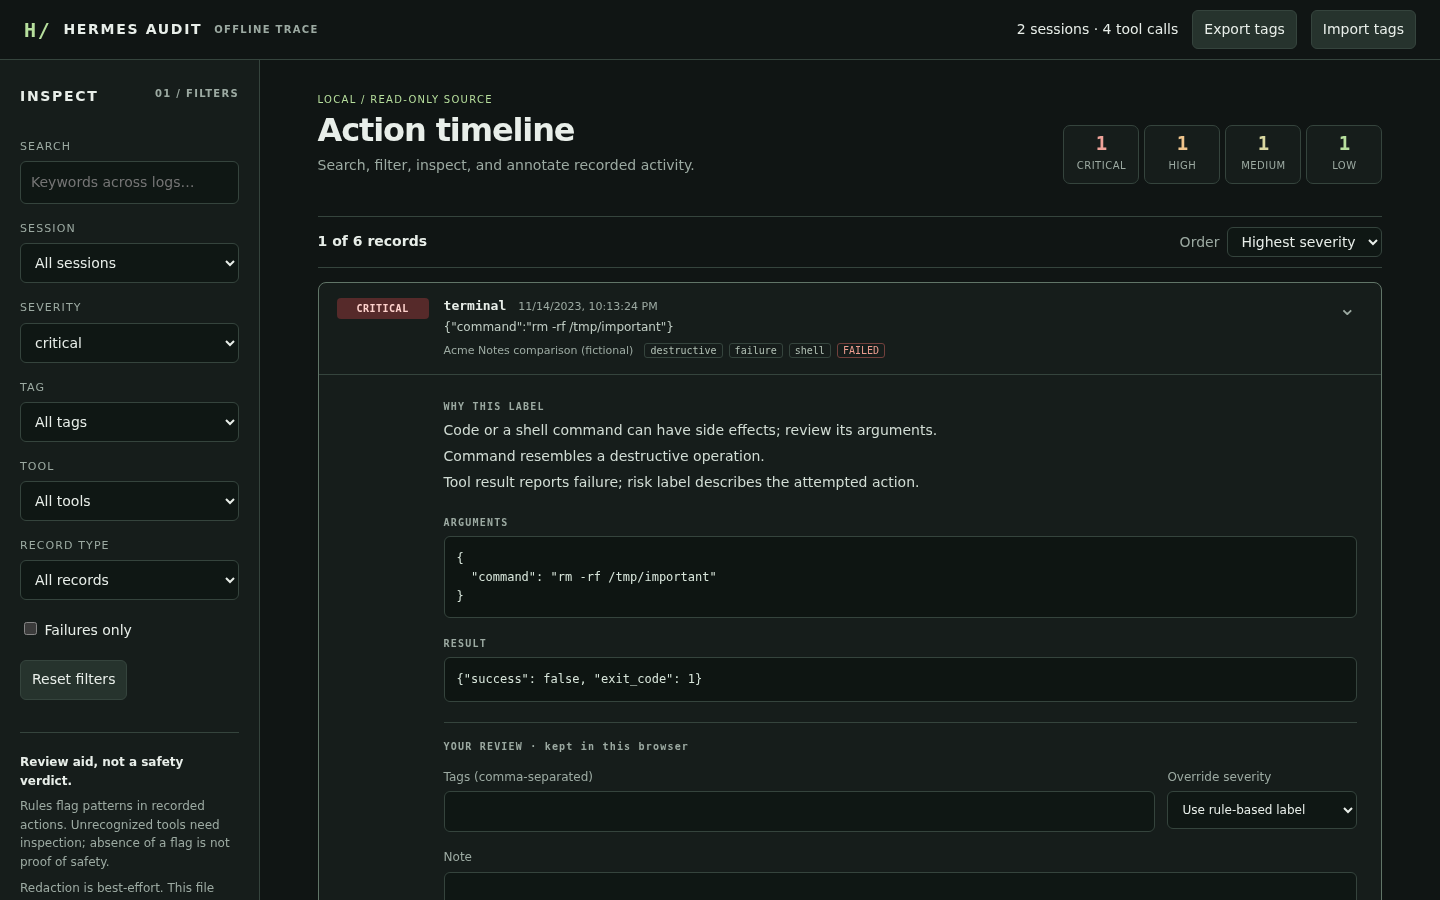 H/ HERMES AUDIT OFFLINE TRACE
2 sessions · 4 tool calls
Export tags
Import tags
INSPECT
01 / FILTERS
SEARCH
Keywords across logs...
SESSION
All sessions
SEVERITY
critical
TAG
All tags
TOOL
All tools
RECORD TYPE
All records
Failures only
Reset filters
Review aid, not a safety
verdict.
Rules flag patterns in recorded
actions. Unrecognized tools need
inspection; absence of a flag is not
proof of safety.
Redaction is best-effort. This file
LOCAL / READ-ONLY SOURCE
Action timeline
Search, filter, inspect, and annotate recorded activity.
1
CRITICAL
1
HIGH
1
MEDIUM
1
LOW
1 of 6 records
Order
Highest severity
CRITICAL
terminal 11/14/2023, 10:13:24 PM
{"command":"rm -rf /tmp/important"}
Acme Notes comparison (fictional) destructive failure shell FAILED
WHY THIS LABEL
Code or a shell command can have side effects; review its arguments.
Command resembles a destructive operation.
Tool result reports failure; risk label describes the attempted action.
ARGUMENTS
{
"command": "rm -rf /tmp/important"
}
RESULT
{"success": false, "exit_code": 1}
YOUR REVIEW · kept in this browser
Tags (comma-separated)
Override severity
Use rule-based label
Note